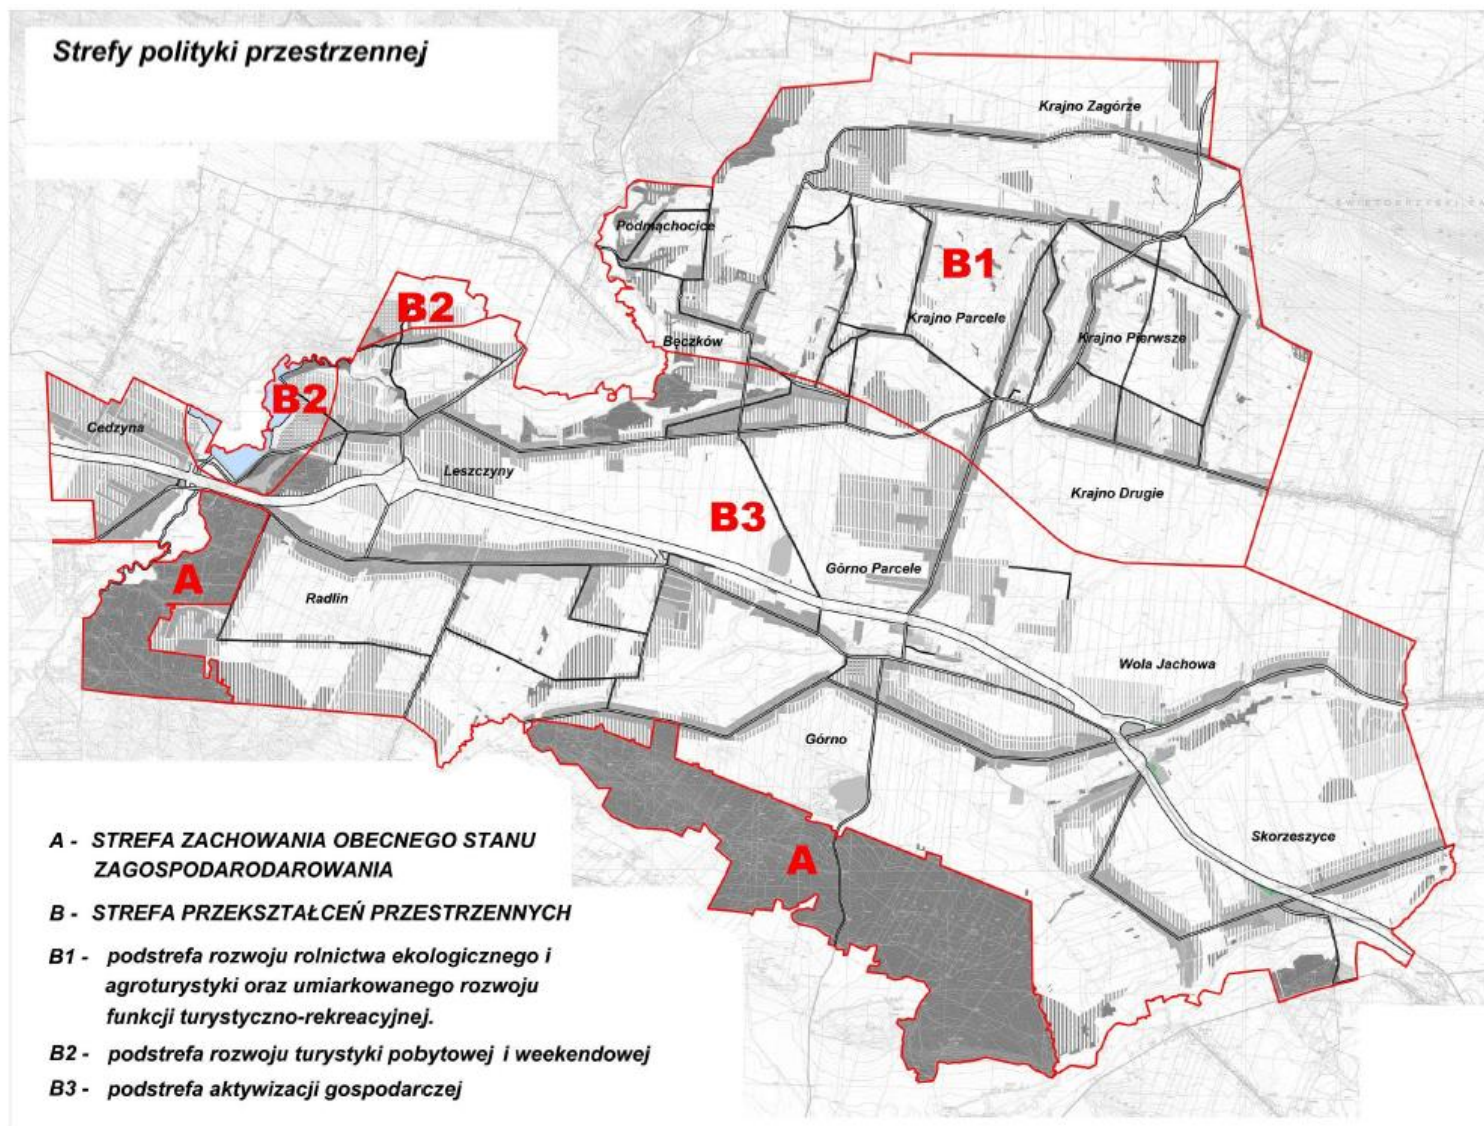 Strefy polityki przestrzennej
Krajno Zagórze
Podmąchocice
B1
B2
Krajno Parcele
Bęczków
Krajno Pierwsze
B2
Cedzyna
Leszczyny
Krajno Drugie
B3
Górno Parcele
A
Radlin
Wola Jachowa
Górno
Skorzeszyce
A
A - STREFA ZACHOWANIA OBECNEGO STANU
ZAGOSPODARODAROWANIA
B - STREFA PRZEKSZTAŁCEŃ PRZESTRZENNYCH
B1 - podstrefa rozwoju rolnictwa ekologicznego i
agroturystyki oraz umiarkowanego rozwoju
funkcji turystyczno-rekreacyjnej.
B2 - podstrefa rozwoju turystyki pobytowej i weekendowej
B3 - podstrefa aktywizacji gospodarczej